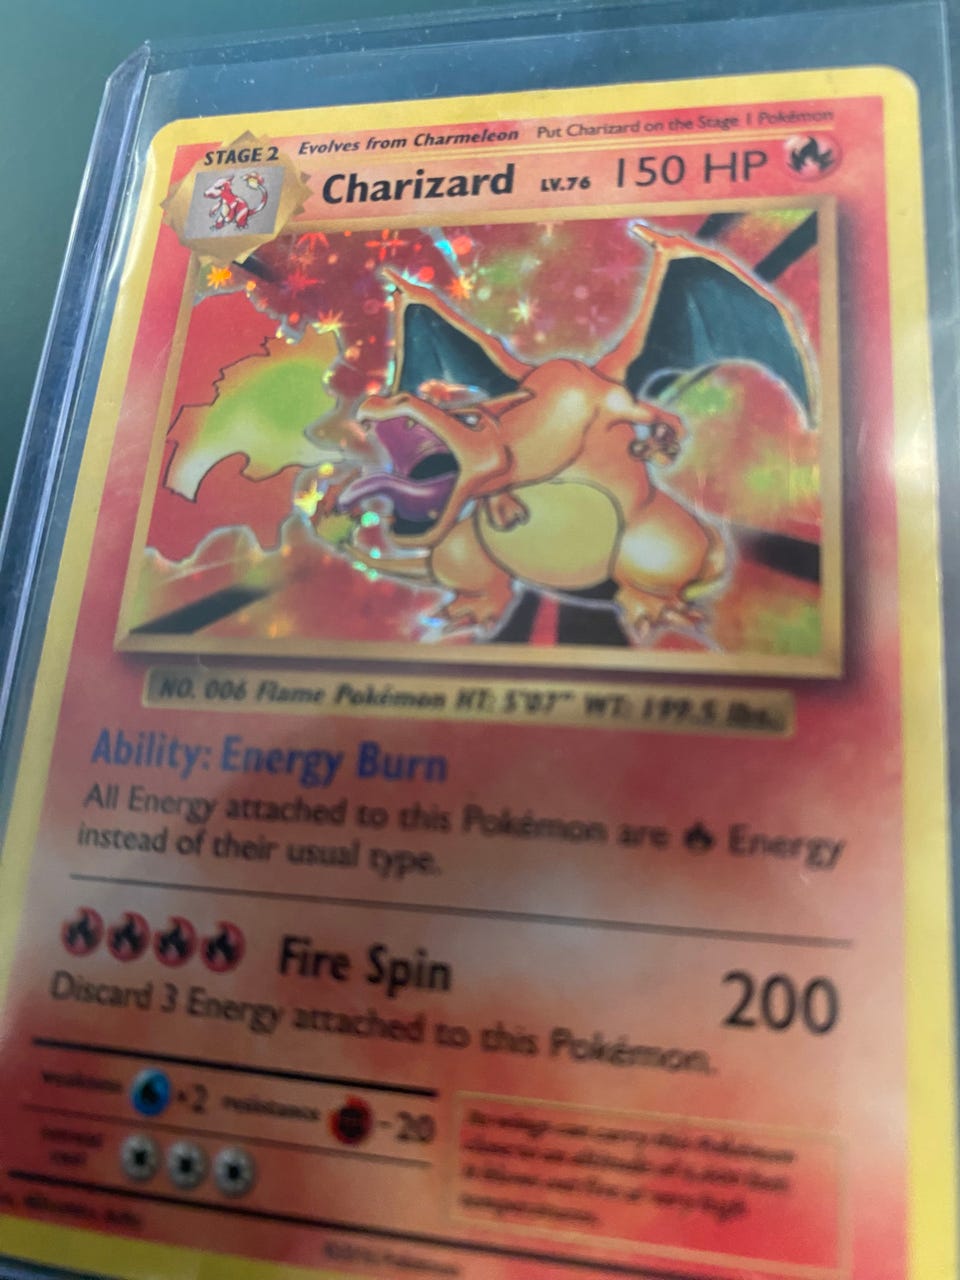 STAGE 2 Evolves from Charmeleon Put Charizard on the Stage 1 Pokémon
Charizard LV.76 150 HP
NO. 006 Flame Pokémon HT: 5'07" WT: 199.5 lbs.
Ability: Energy Burn
All Energy attached to this Pokémon are Energy
instead of their usual type.
Fire Spin 200
Discard 3 Energy attached to this Pokémon.
weakness ×2 resistance -20
retreat
cost